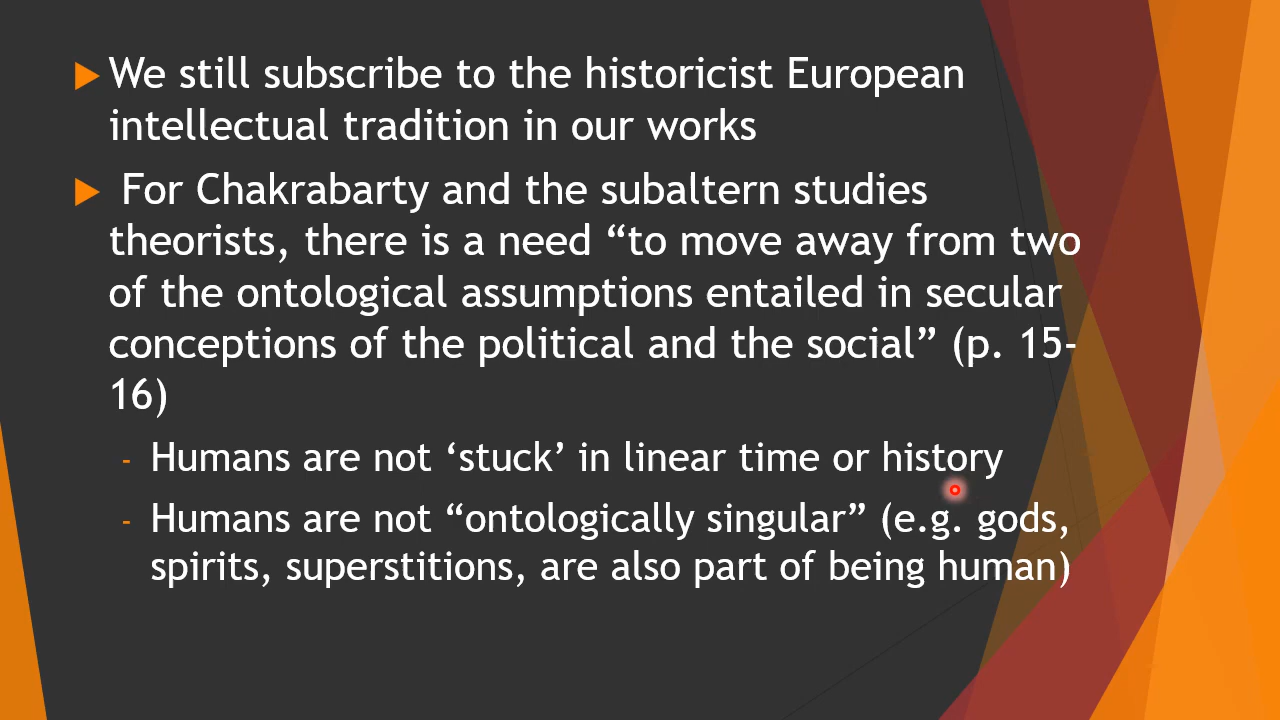 We still subscribe to the historicist European
intellectual tradition in our works
For Chakrabarty and the subaltern studies
theorists, there is a need “to move away from two
of the ontological assumptions entailed in secular
conceptions of the political and the social” (p. 15-
16)
- Humans are not ‘stuck’ in linear time or history
- Humans are not “ontologically singular” (e.g. gods,
spirits, superstitions, are also part of being human)